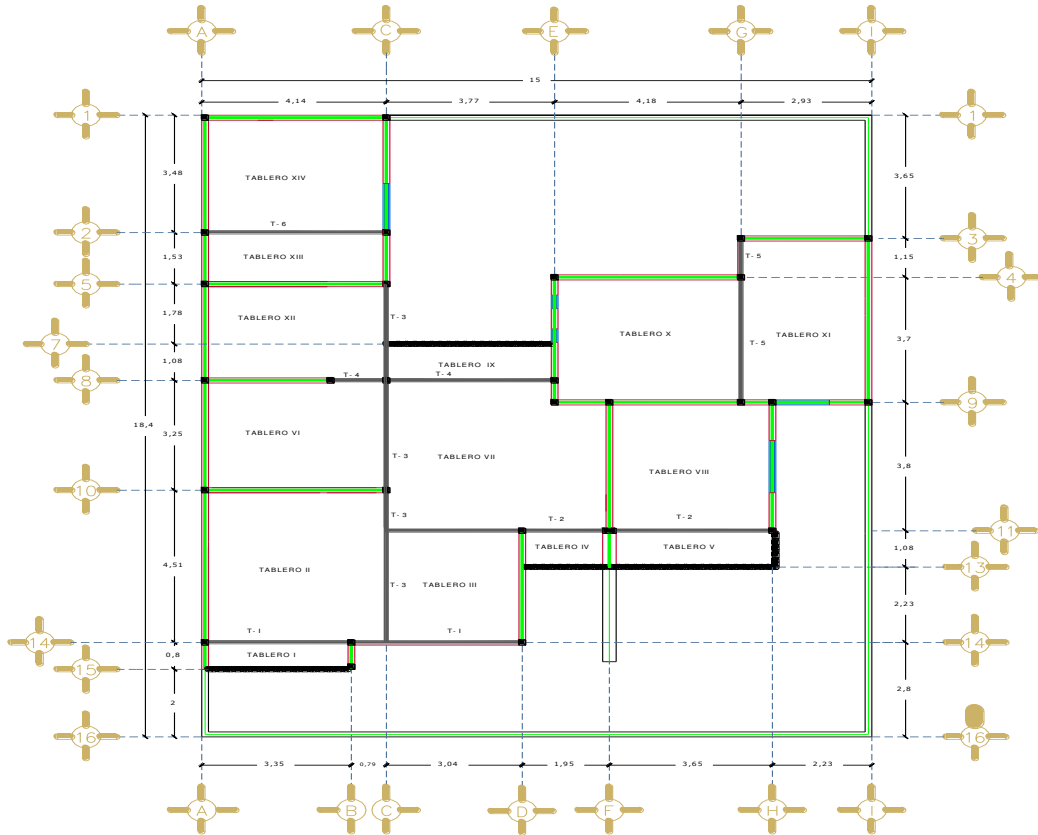 A C E G I
15
4,14 3,77 4,18 2,93
1 1
3,48 3,65
TABLERO XIV
T-6
2 3
1,53 TABLERO XIII T-5 1,15
5 4
1,78 TABLERO XII T-3 TABLERO X TABLERO XI 3,7
7 T-5
1,08 TABLERO IX
8 T-4 T-4
9
18,4 3,25 TABLERO VI
T-3 TABLERO VII 3,8
TABLERO VIII
10
T-3 T-2 T-2
11
4,51 TABLERO IV TABLERO V 1,08
TABLERO II 13
T-3 TABLERO III
2,23
T-1 T-1
14 14
0,8 TABLERO I
15
2 2,8
16 16
3,35 0,79 3,04 1,95 3,65 2,23
A B C D F H I